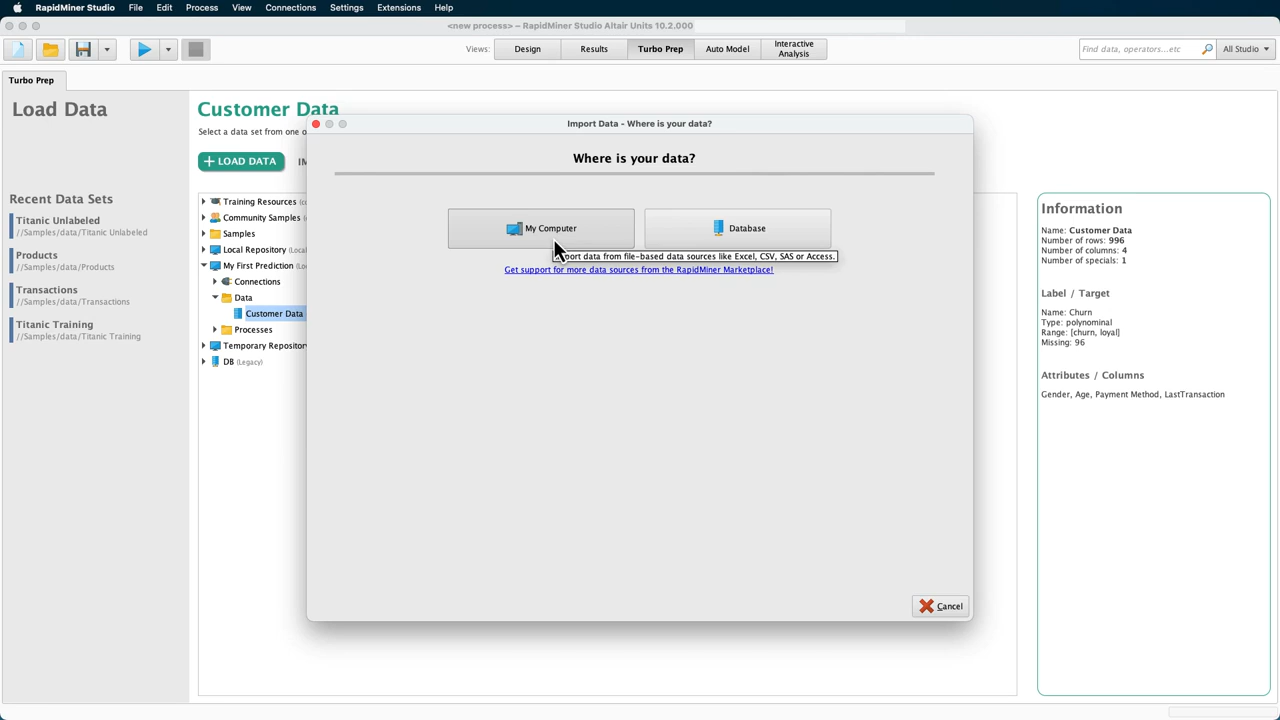 RapidMiner Studio File Edit Process View Connections Settings Extensions Help
<new process> – RapidMiner Studio Altair Units 10.2.000
Views: Design Results Turbo Prep Auto Model Interactive Analysis
Find data, operators...etc All Studio
Turbo Prep
Load Data
Recent Data Sets
Titanic Unlabeled
//Samples/data/Titanic Unlabeled
Products
//Samples/data/Products
Transactions
//Samples/data/Transactions
Titanic Training
//Samples/data/Titanic Training
Customer Data
Select a data set from one o
+ LOAD DATA
Training Resources
Community Samples
Samples
Local Repository
My First Prediction
Connections
Data
Customer Data
Processes
Temporary Repository
DB (Legacy)
Import Data - Where is your data?
Where is your data?
My Computer
Database
port data from file-based data sources like Excel, CSV, SAS or Access.
Get support for more data sources from the RapidMiner Marketplace!
Cancel
Information
Name: Customer Data
Number of rows: 996
Number of columns: 4
Number of specials: 1
Label / Target
Name: Churn
Type: polynominal
Range: [churn, loyal]
Missing: 96
Attributes / Columns
Gender, Age, Payment Method, LastTransaction